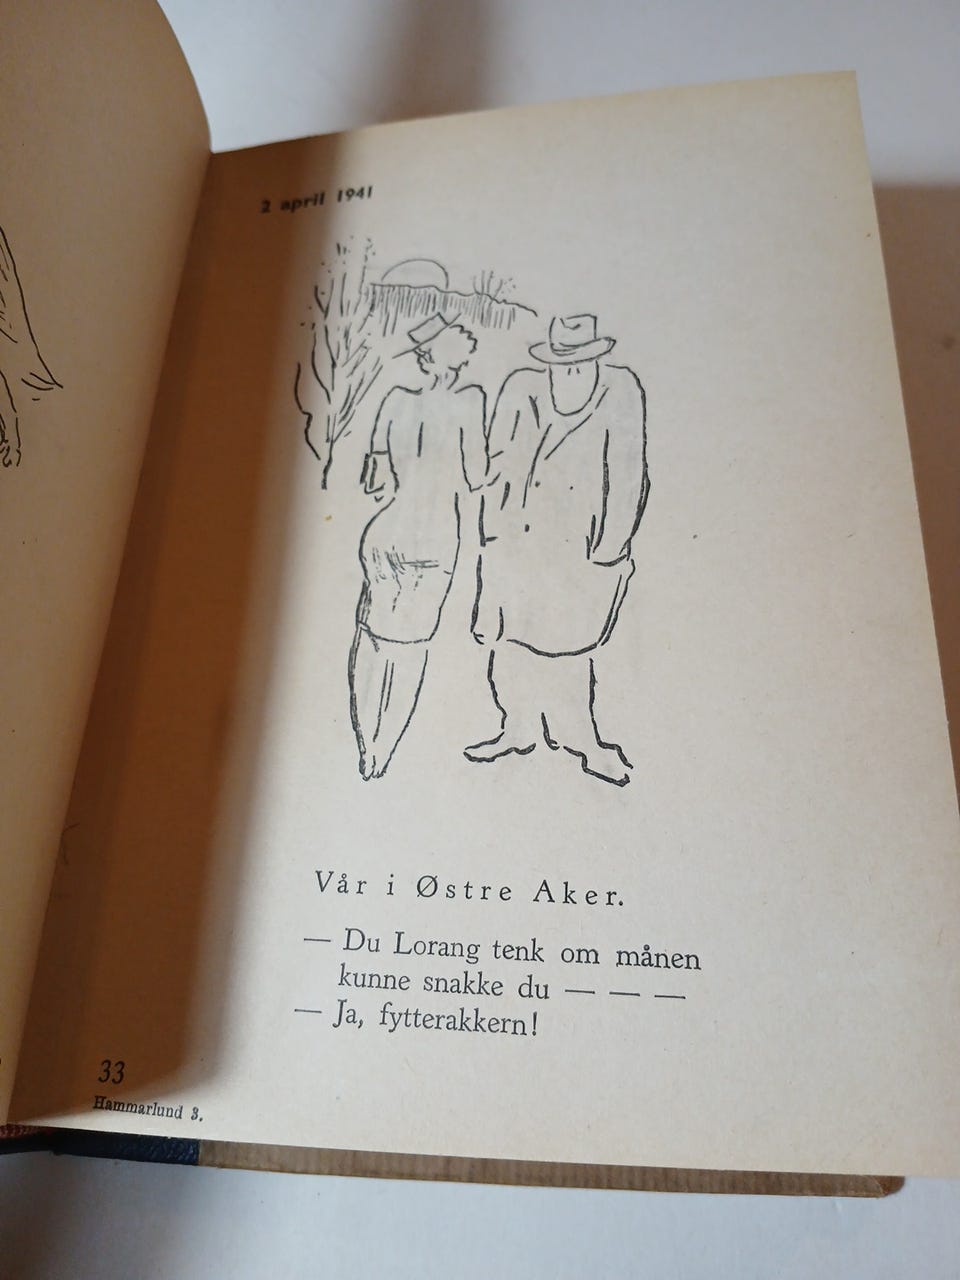 2 april 1941
Vår i Østre Aker.
— Du Lorang tenk om månen
kunne snakke du — — —
— Ja, fytterakkern!
33
Hammarlund 3.